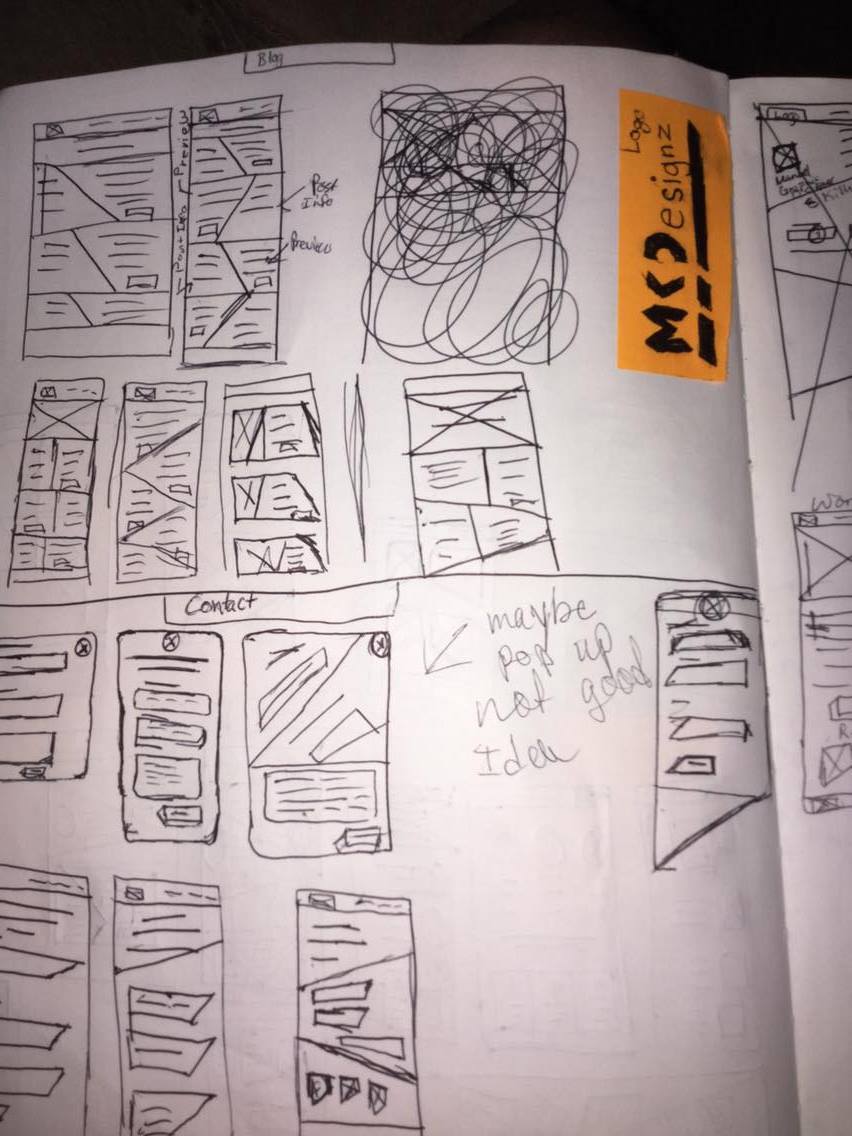 Blog
Preview
Post Info
Post
Info
Preview
Logo
MKDesignz
Logo
Contact
maybe
pop up
not good
Idea